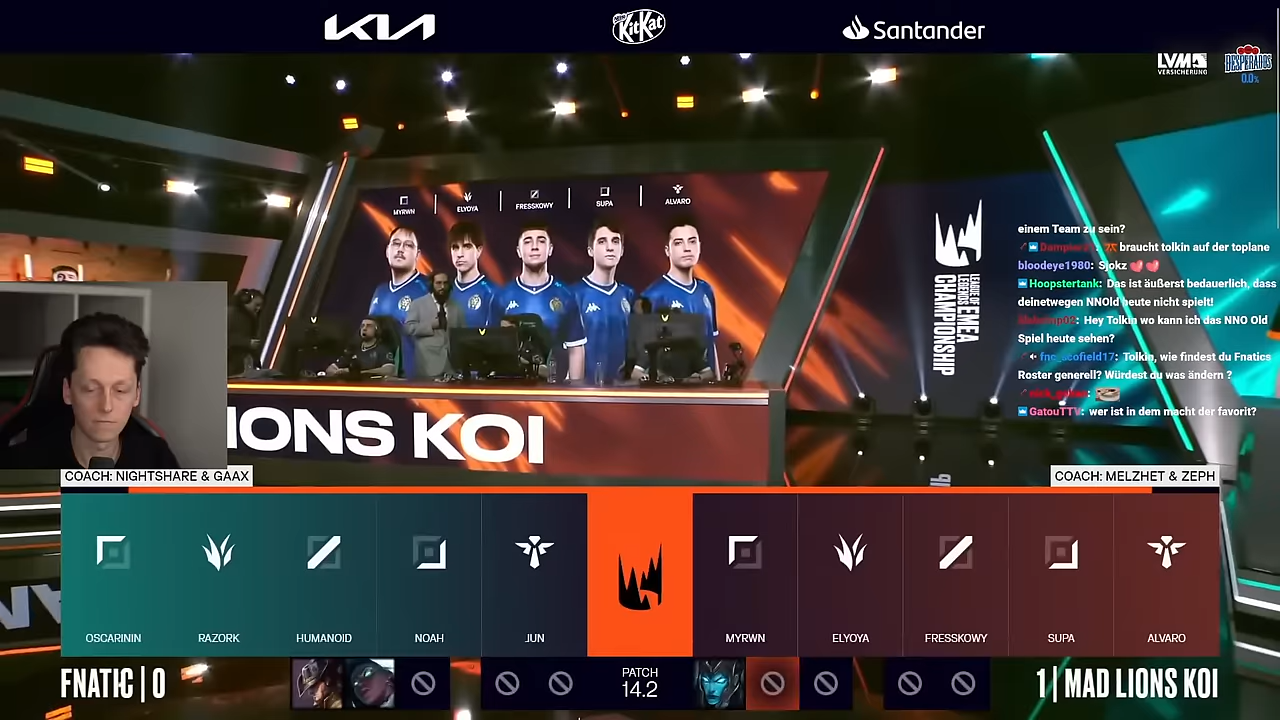 KIA
KitKat
Santander
LVM
VERSICHERUNG
DESPERADOS
0.0%
MYRWN
ELYOYA
FRESSKOWY
SUPA
ALVARO
LEAGUE OF
LEGENDS EMEA
CHAMPIONSHIP
einem Team zu sein?
braucht tolkin auf der toplane
bloodeye1980: Sjokz
Hoopstertank: Das ist äußerst bedauerlich, dass
deinetwegen NNOld heute nicht spielt!
Hey Tolkin wo kann ich das NNO Old
Spiel heute sehen?
fnc_scofield17: Tolkin, wie findest du Fnatics
Roster generell? Würdest du was ändern ?
GatouTTV: wer ist in dem macht der favorit?
IONS KOI
COACH: NIGHTSHARE & GAAX
COACH: MELZHET & ZEPH
OSCARININ
RAZORK
HUMANOID
NOAH
JUN
MYRWN
ELYOYA
FRESSKOWY
SUPA
ALVARO
FNATIC | 0
PATCH
14.2
1 | MAD LIONS KOI